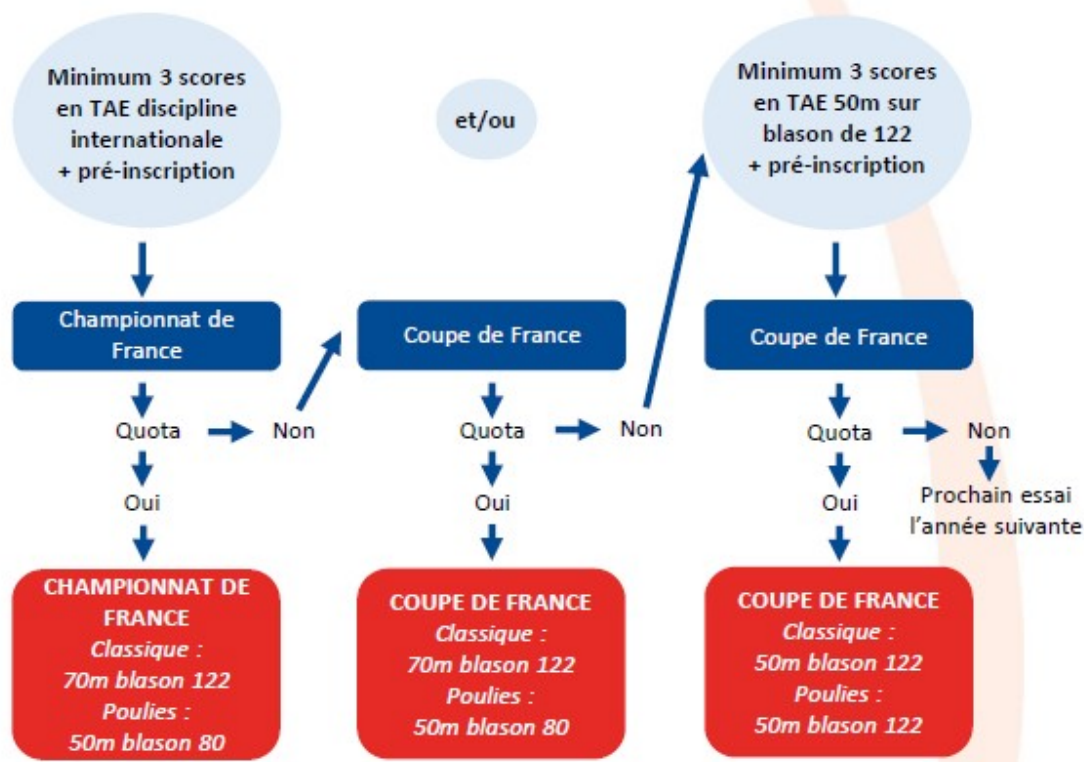 Minimum 3 scores
en TAE discipline
internationale
+ pré-inscription
et/ou
Minimum 3 scores
en TAE 50m sur
blason de 122
+ pré-inscription
Championnat de
France
Coupe de France
Coupe de France
Quota
Non
Quota
Non
Quota
Non
Oui
Oui
Oui
Prochain essai
l'année suivante
CHAMPIONNAT DE
FRANCE
Classique :
70m blason 122
Poulies :
50m blason 80
COUPE DE FRANCE
Classique :
70m blason 122
Poulies :
50m blason 80
COUPE DE FRANCE
Classique :
50m blason 122
Poulies :
50m blason 122